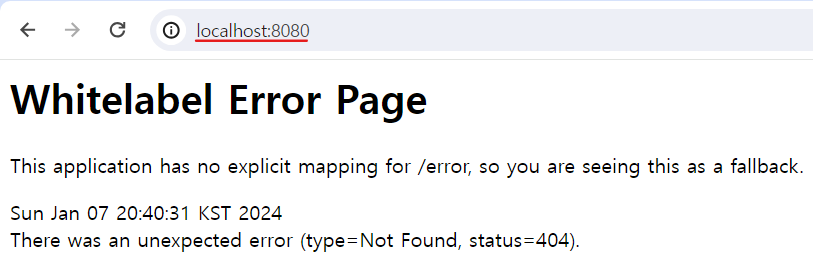 localhost:8080
Whitelabel Error Page
This application has no explicit mapping for /error, so you are seeing this as a fallback.
Sun Jan 07 20:40:31 KST 2024
There was an unexpected error (type=Not Found, status=404).